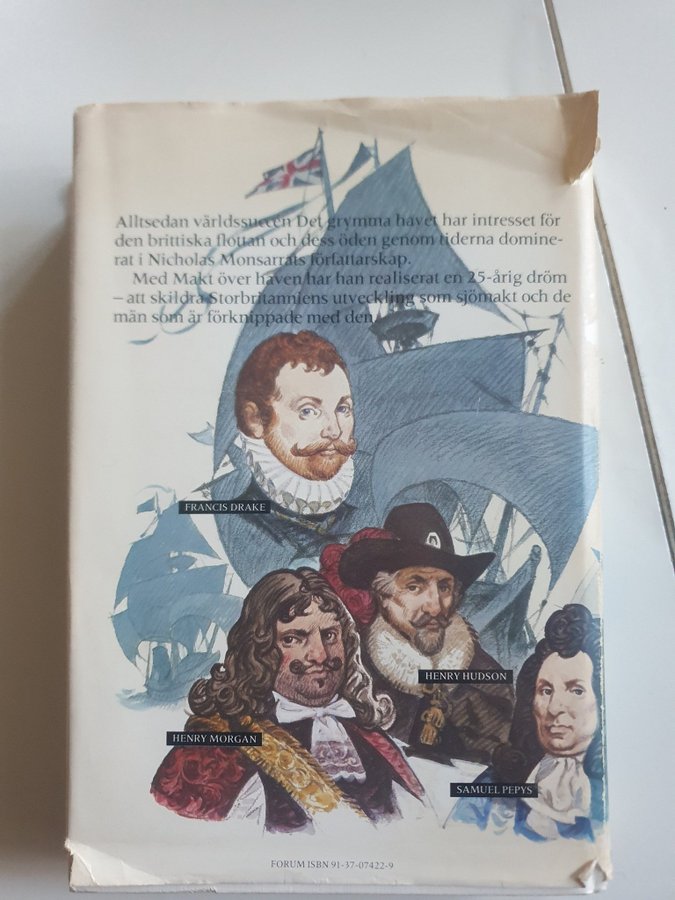 Alltsedan världssuccén Det grymma havet har intresset för
den brittiska flottan och dess öden genom tiderna domine-
rat i Nicholas Monsarrats författarskap.
Med Makt över haven har han realiserat en 25-årig dröm
– att skildra Storbritanniens utveckling som sjömakt och de
män som är förknippade med den.
FRANCIS DRAKE
HENRY HUDSON
HENRY MORGAN
SAMUEL PEPYS
FORUM ISBN 91-37-07422-9